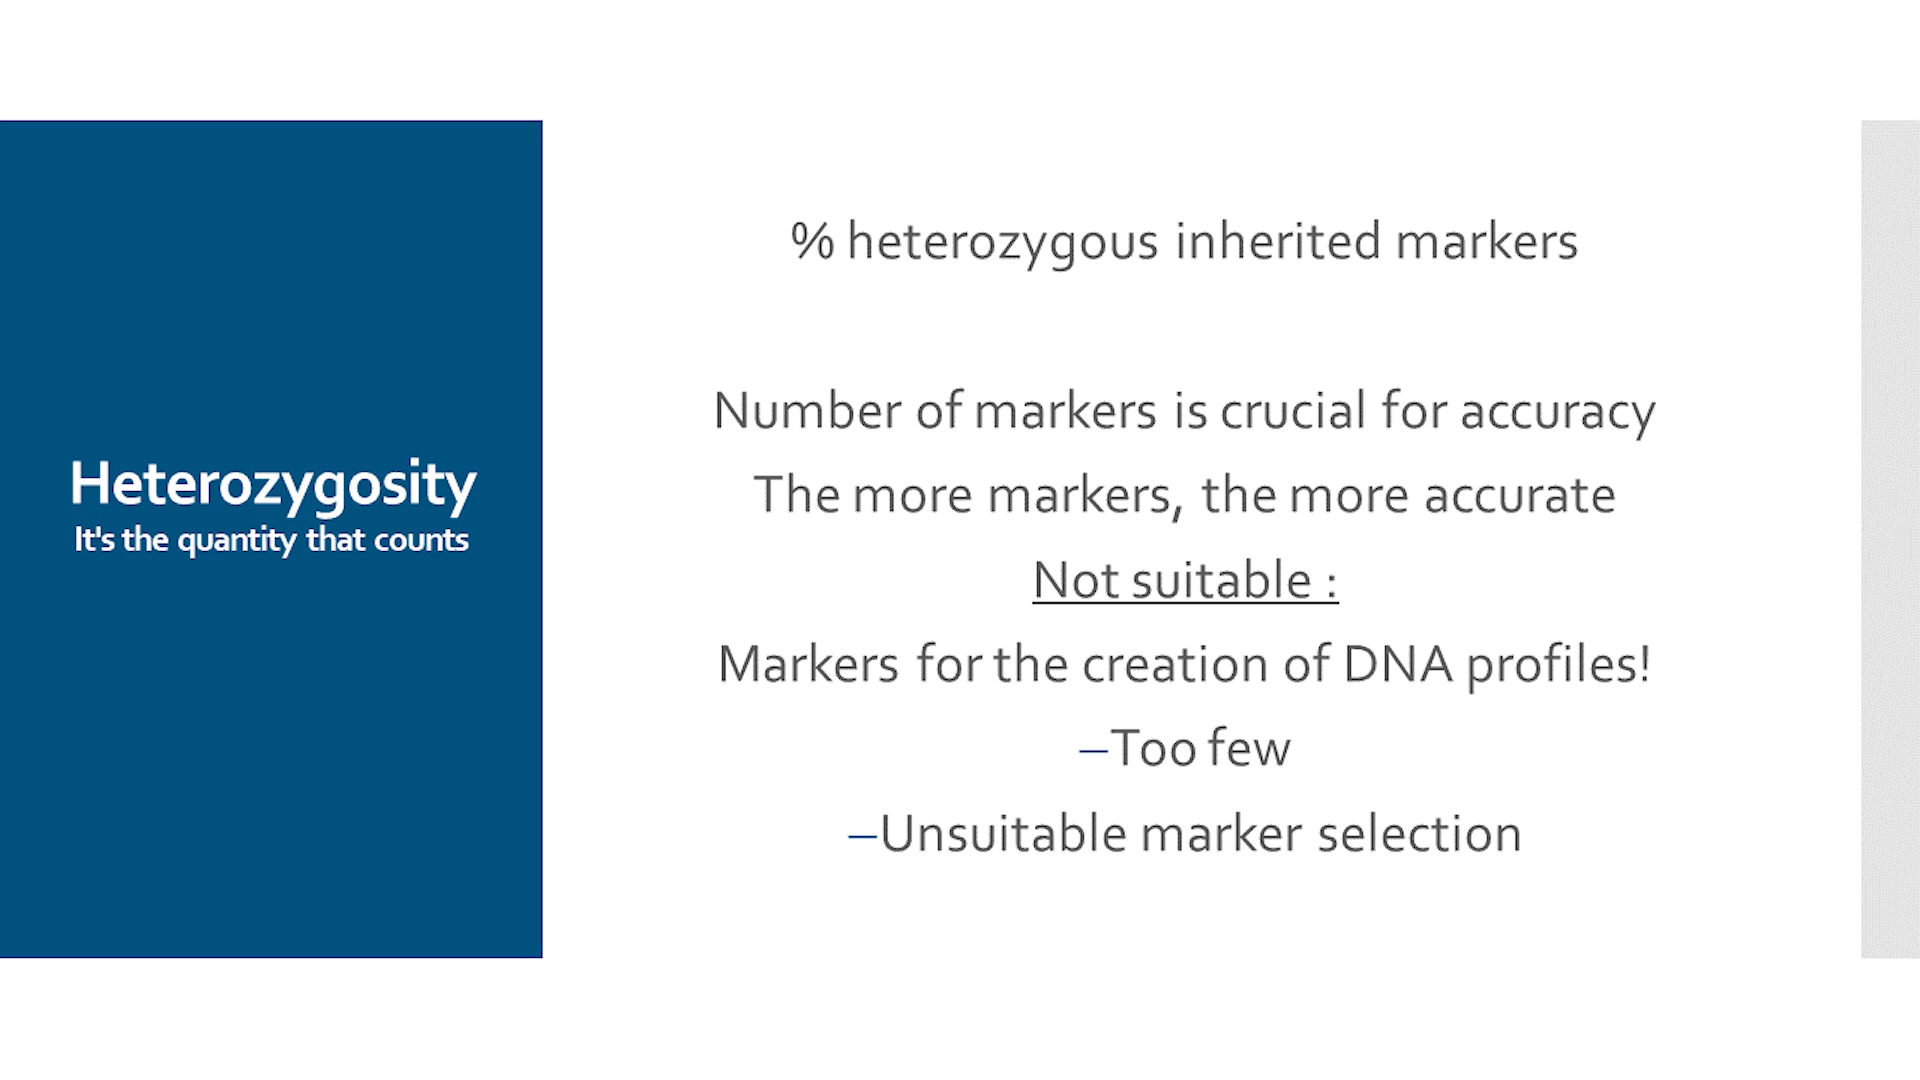 Heterozygosity
It's the quantity that counts
% heterozygous inherited markers
Number of markers is crucial for accuracy
The more markers, the more accurate
Not suitable :
Markers for the creation of DNA profiles!
–Too few
–Unsuitable marker selection